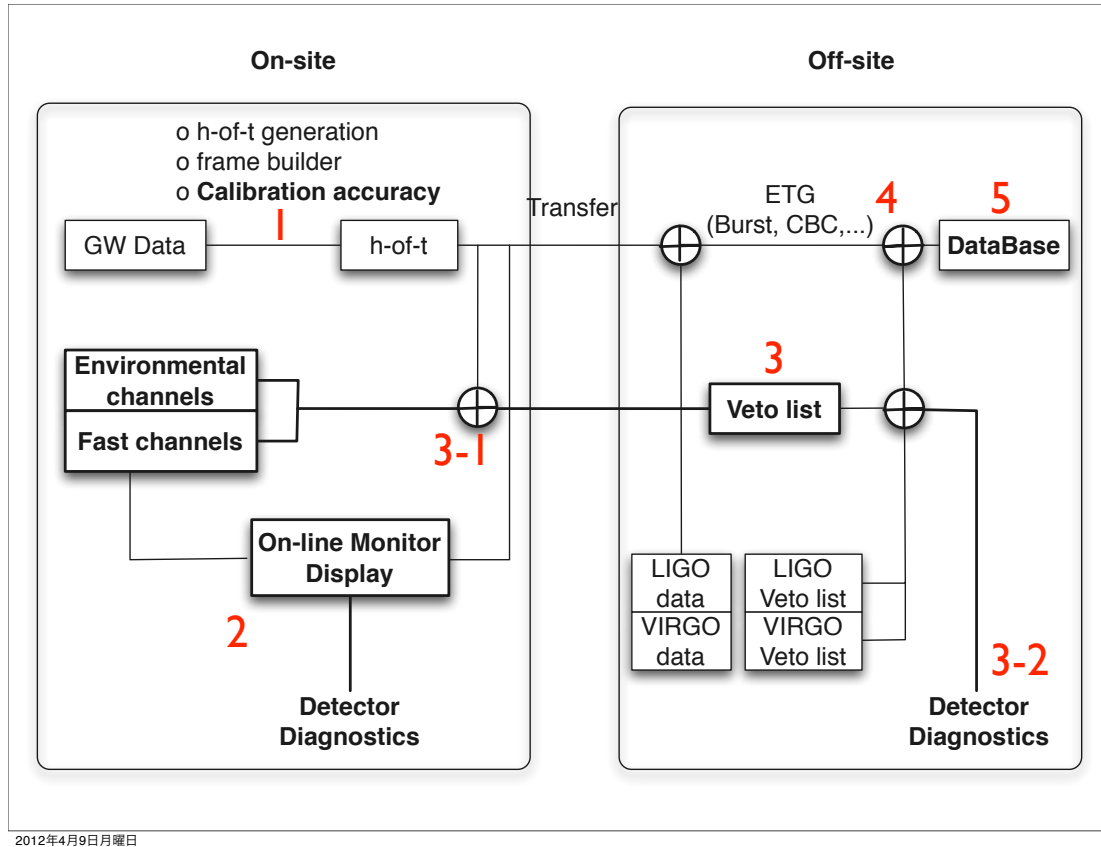 On-site
Off-site
o h-of-t generation
o frame builder
o Calibration accuracy
1
GW Data
h-of-t
Transfer
ETG
(Burst, CBC,...)
4
5
DataBase
Environmental
channels
Fast channels
3-1
3
Veto list
On-line Monitor
Display
2
Detector
Diagnostics
LIGO
data
VIRGO
data
LIGO
Veto list
VIRGO
Veto list
3-2
Detector
Diagnostics
2012年4月9日月曜日